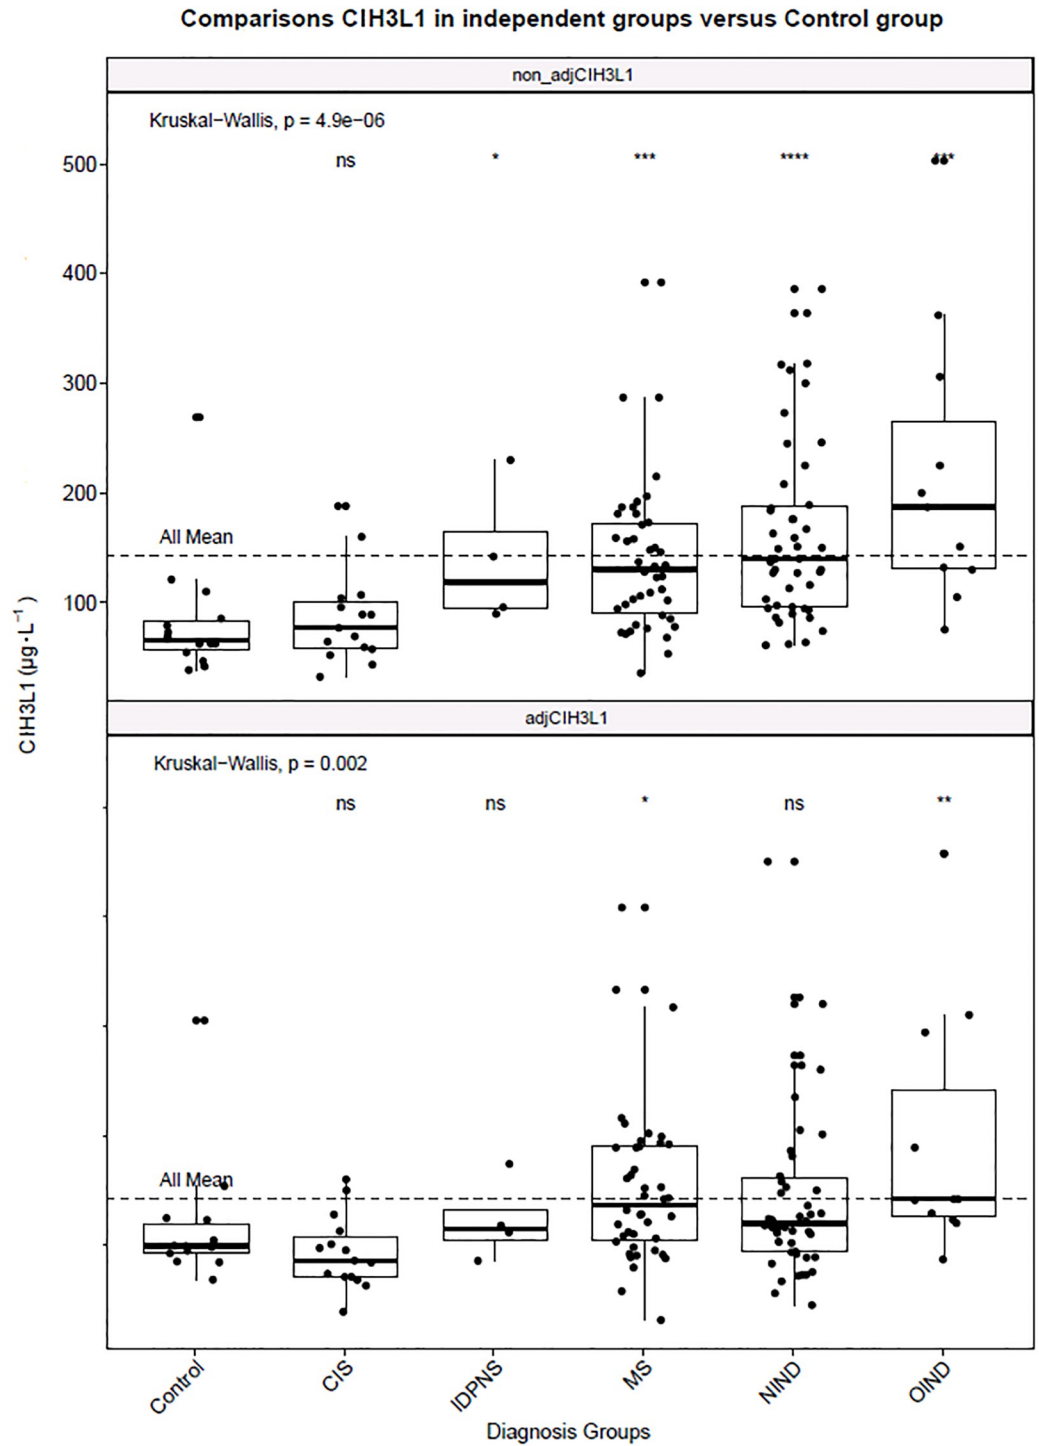 Comparisons CIH3L1 in independent groups versus Control group
non_adjCIH3L1
Kruskal−Wallis, p = 4.9e−06
ns * *** **** ***
500
400
300
200
All Mean
100
CIH3L1 (µg·L⁻¹)
adjCIH3L1
Kruskal−Wallis, p = 0.002
ns ns * ns **
All Mean
Control CIS IDPNS MS NIND OIND
Diagnosis Groups